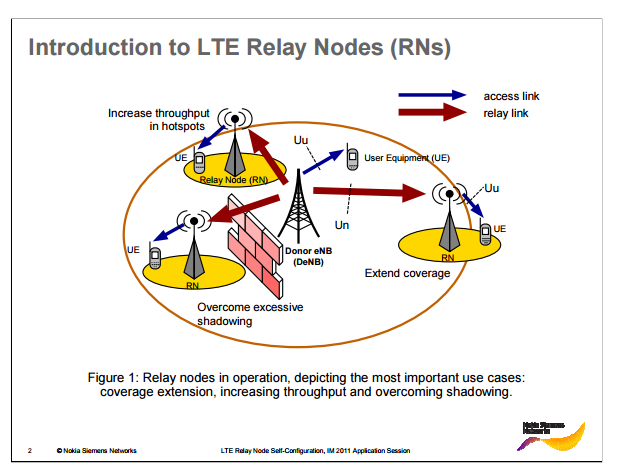 Introduction to LTE Relay Nodes (RNs)
access link
relay link
Increase throughput
in hotspots
Uu
UE
User Equipment (UE)
Relay Node (RN)
Uu
Un
UE
UE
Donor eNB
(DeNB)
RN
Extend coverage
RN
Overcome excessive
shadowing
Figure 1: Relay nodes in operation, depicting the most important use cases:
coverage extension, increasing throughput and overcoming shadowing.
Nokia Siemens
Networks
2 © Nokia Siemens Networks LTE Relay Node Self-Configuration, IM 2011 Application Session